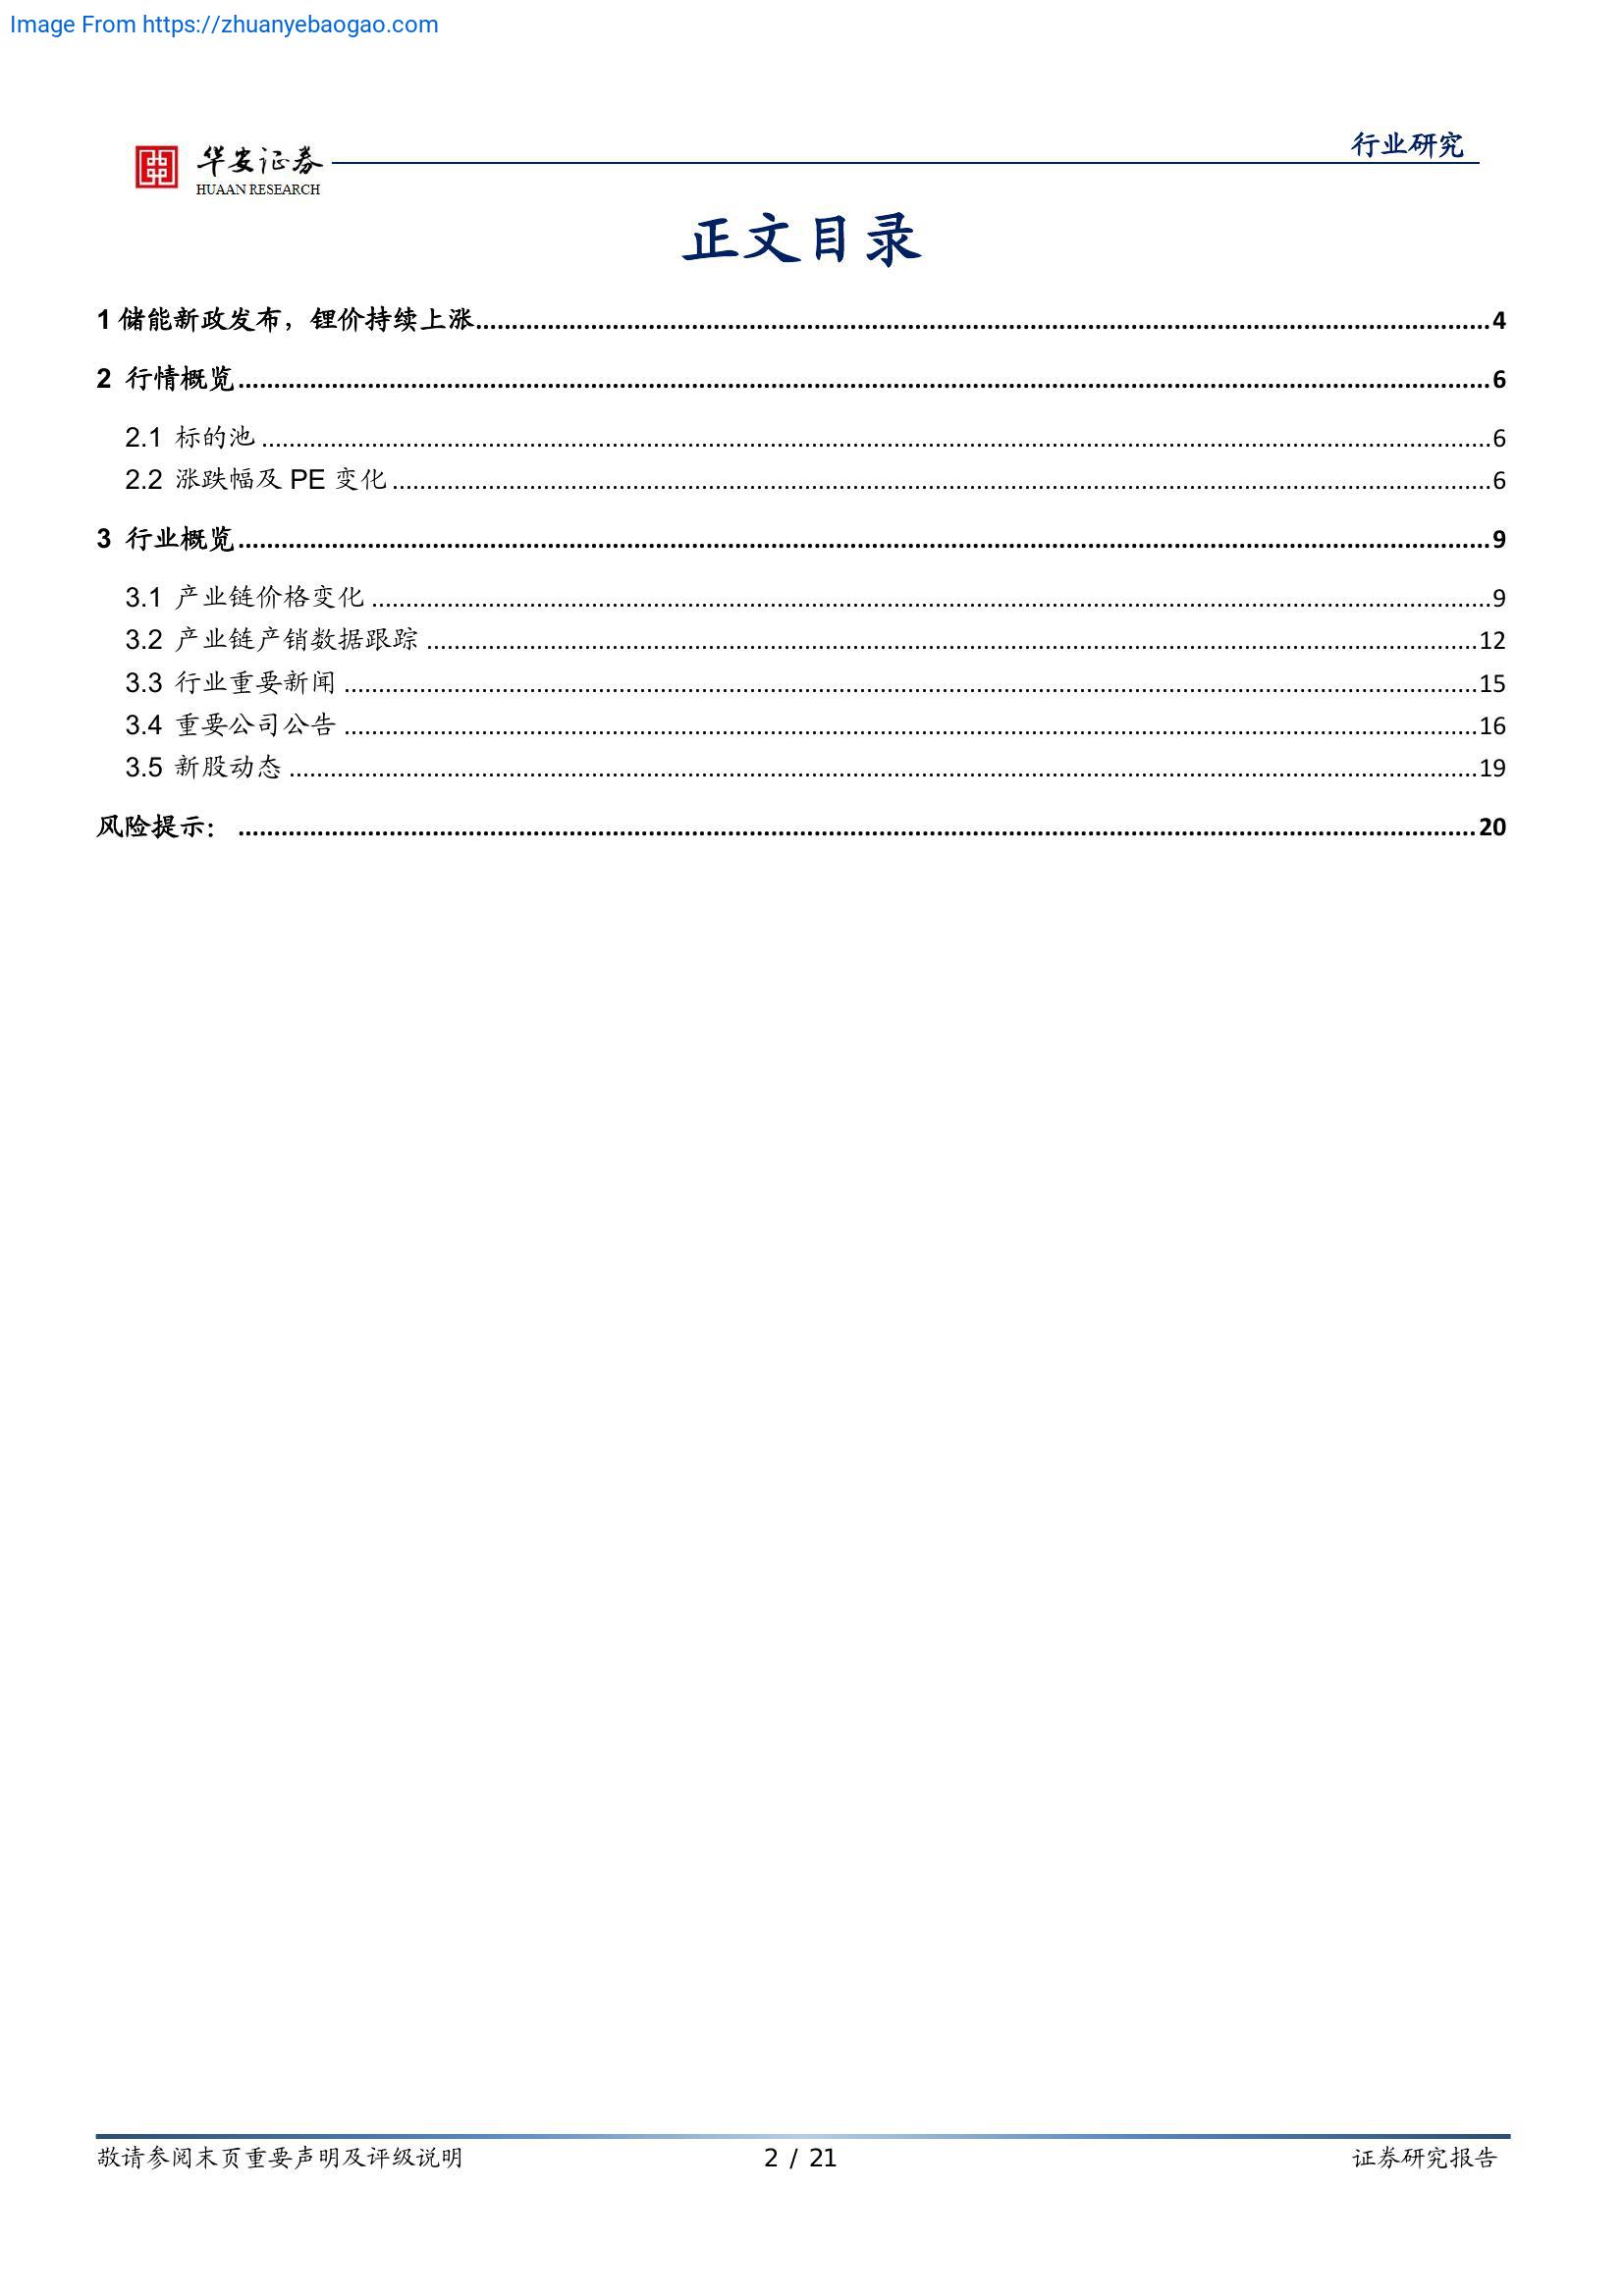 Image From https://zhuanyebaogao.com
行业研究
华安证券
HUAAN RESEARCH
正文目录
1 储能新政发布，锂价持续上涨........................................4
2 行情概览........................................6
2.1 标的池........................................6
2.2 涨跌幅及 PE 变化........................................6
3 行业概览........................................9
3.1 产业链价格变化........................................9
3.2 产业链产销数据跟踪........................................12
3.3 行业重要新闻........................................15
3.4 重要公司公告........................................16
3.5 新股动态........................................19
风险提示：........................................20
敬请参阅末页重要声明及评级说明 2 / 21 证券研究报告